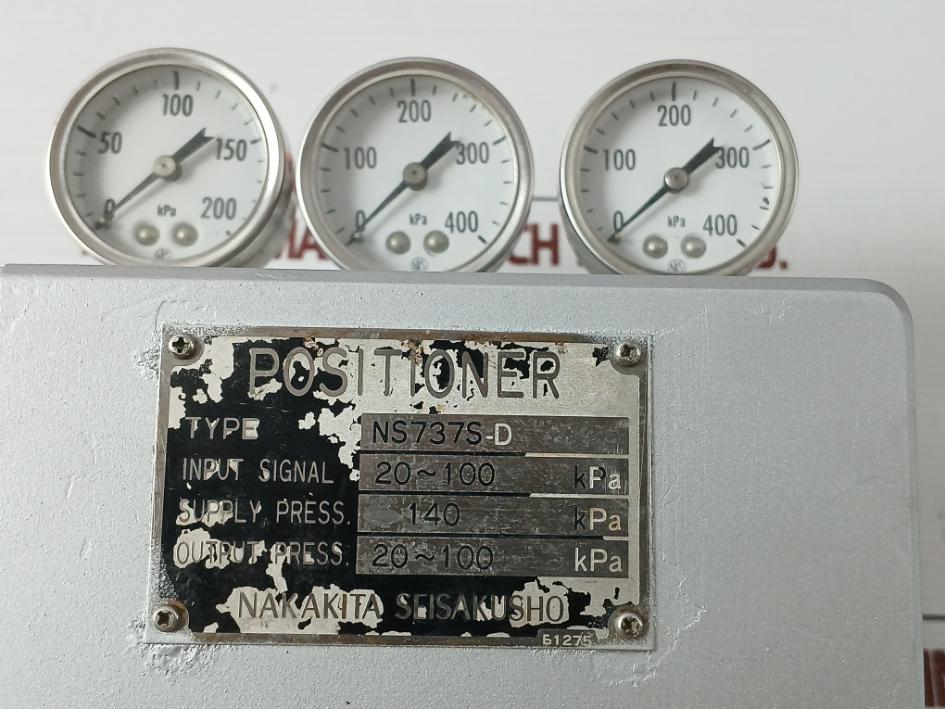 100
50
150
0
kPa
200
200
100
300
0
kPa
400
200
100
300
0
kPa
400
CH
POSITIONER
TYPE NS737S-D
INPUT SIGNAL 20~100 kPa
SUPPLY PRESS. 140 kPa
OUTPUT PRESS. 20~100 kPa
NAKAKITA SEISAKUSHO
51275